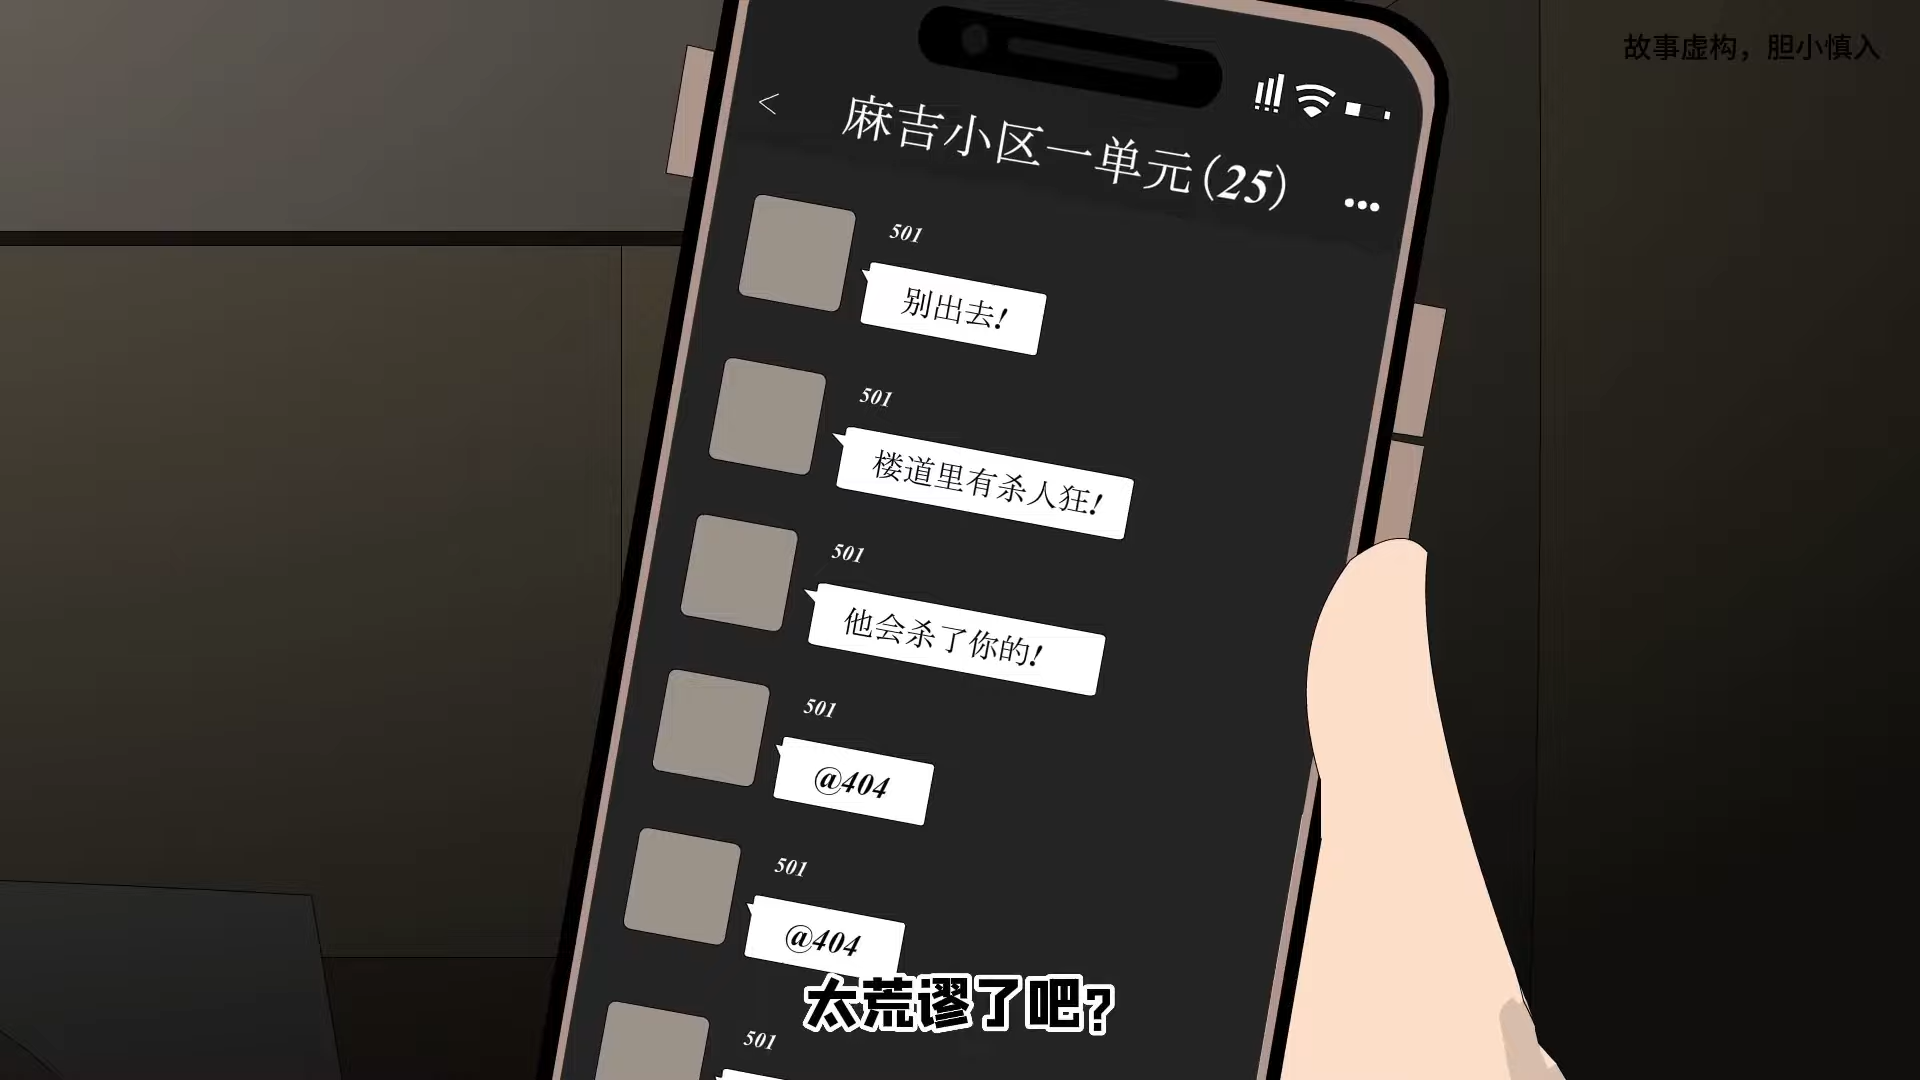 故事虚构，胆小慎入
麻吉小区一单元(25)
501
别出去!
501
楼道里有杀人狂!
501
他会杀了你的!
501
@404
501
@404
501
太荒谬了吧?